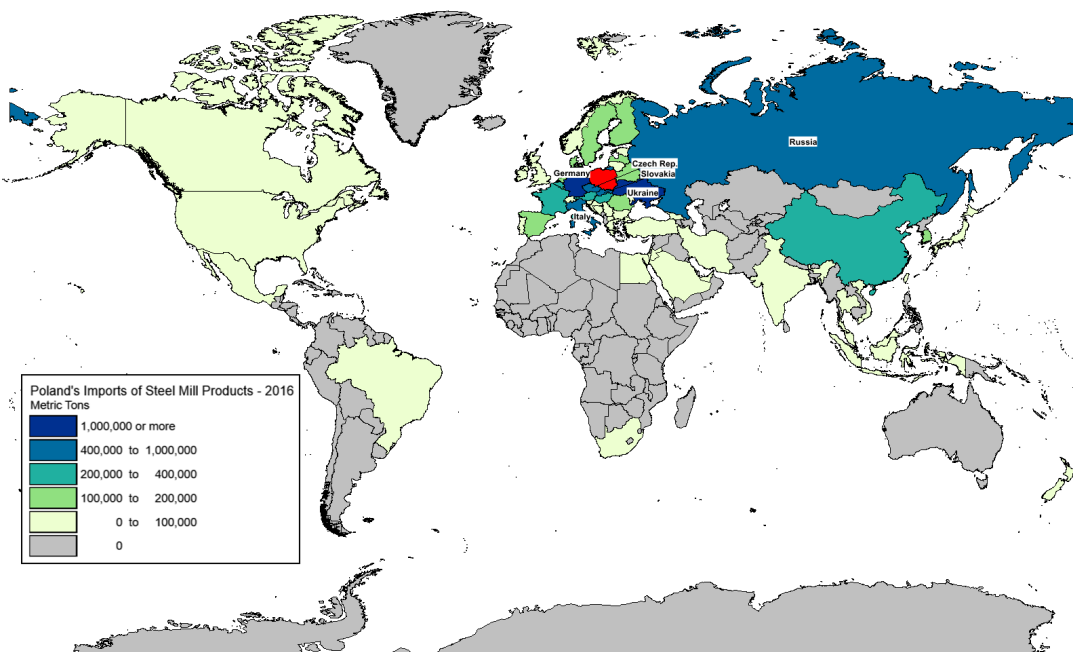 Russia
Czech Rep.
Germany
Slovakia
Ukraine
Italy
Poland's Imports of Steel Mill Products - 2016
Metric Tons
1,000,000 or more
400,000 to 1,000,000
200,000 to 400,000
100,000 to 200,000
0 to 100,000
0